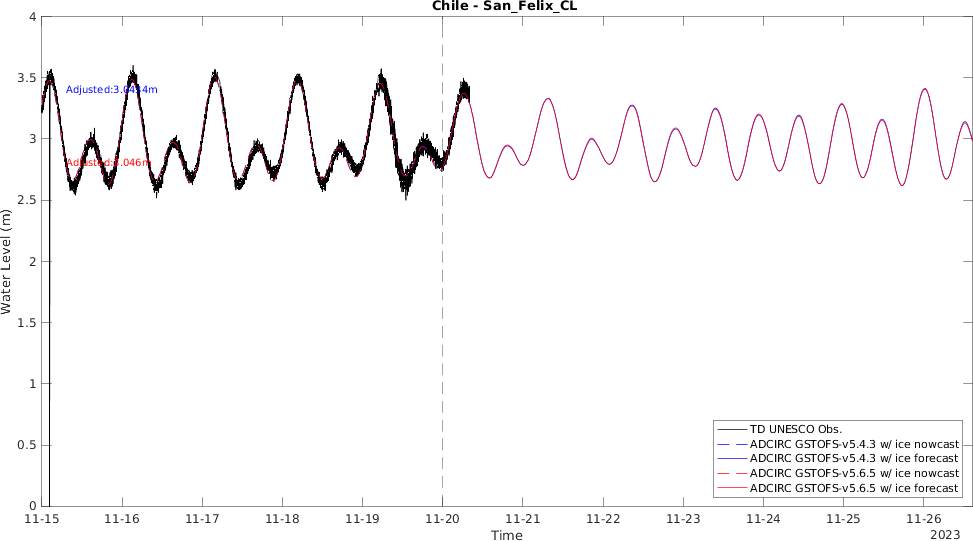 Chile - San_Felix_CL
4
3.5
3
2.5
2
1.5
1
0.5
0
Water Level (m)
Adjusted:3.0434m
Adjusted:3.046m
TD UNESCO Obs.
ADCIRC GSTOFS-v5.4.3 w/ ice nowcast
ADCIRC GSTOFS-v5.4.3 w/ ice forecast
ADCIRC GSTOFS-v5.6.5 w/ ice nowcast
ADCIRC GSTOFS-v5.6.5 w/ ice forecast
11-15 11-16 11-17 11-18 11-19 11-20 11-21 11-22 11-23 11-24 11-25 11-26
Time
2023